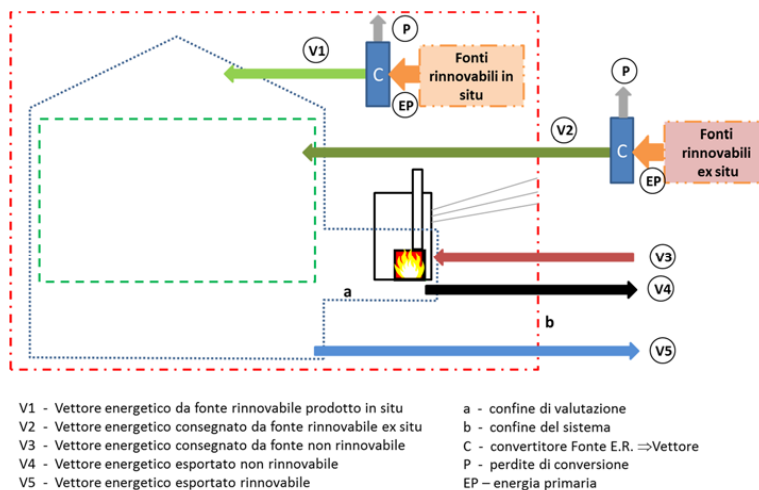 P
V1
Fonti
rinnovabili in
situ
C
EP
P
V2
Fonti
rinnovabili
ex situ
C
EP
V3
a
V4
b
V5
V1 - Vettore energetico da fonte rinnovabile prodotto in situ
V2 - Vettore energetico consegnato da fonte rinnovabile ex situ
V3 - Vettore energetico consegnato da fonte non rinnovabile
V4 - Vettore energetico esportato non rinnovabile
V5 - Vettore energetico esportato rinnovabile
a - confine di valutazione
b - confine del sistema
C - convertitore Fonte E.R. ⇒Vettore
P - perdite di conversione
EP – energia primaria